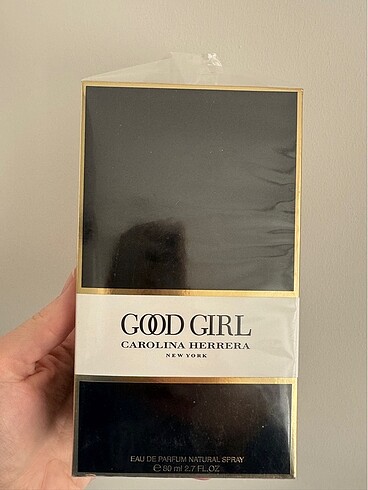 GOOD GIRL
CAROLINA HERRERA
NEW YORK
EAU DE PARFUM NATURAL SPRAY
℮ 80 ml 2.7 FL.OZ